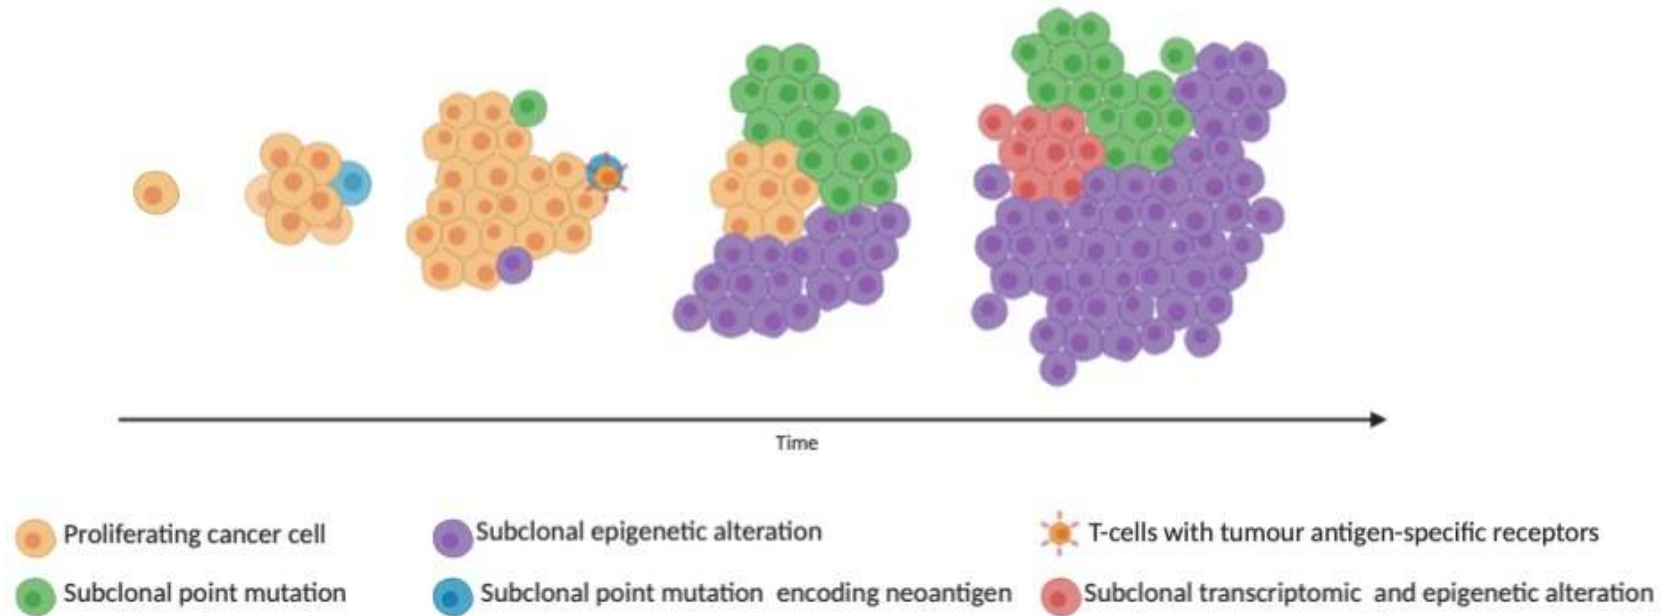 Time
Proliferating cancer cell
Subclonal epigenetic alteration
T-cells with tumour antigen-specific receptors
Subclonal point mutation
Subclonal point mutation encoding neoantigen
Subclonal transcriptomic and epigenetic alteration